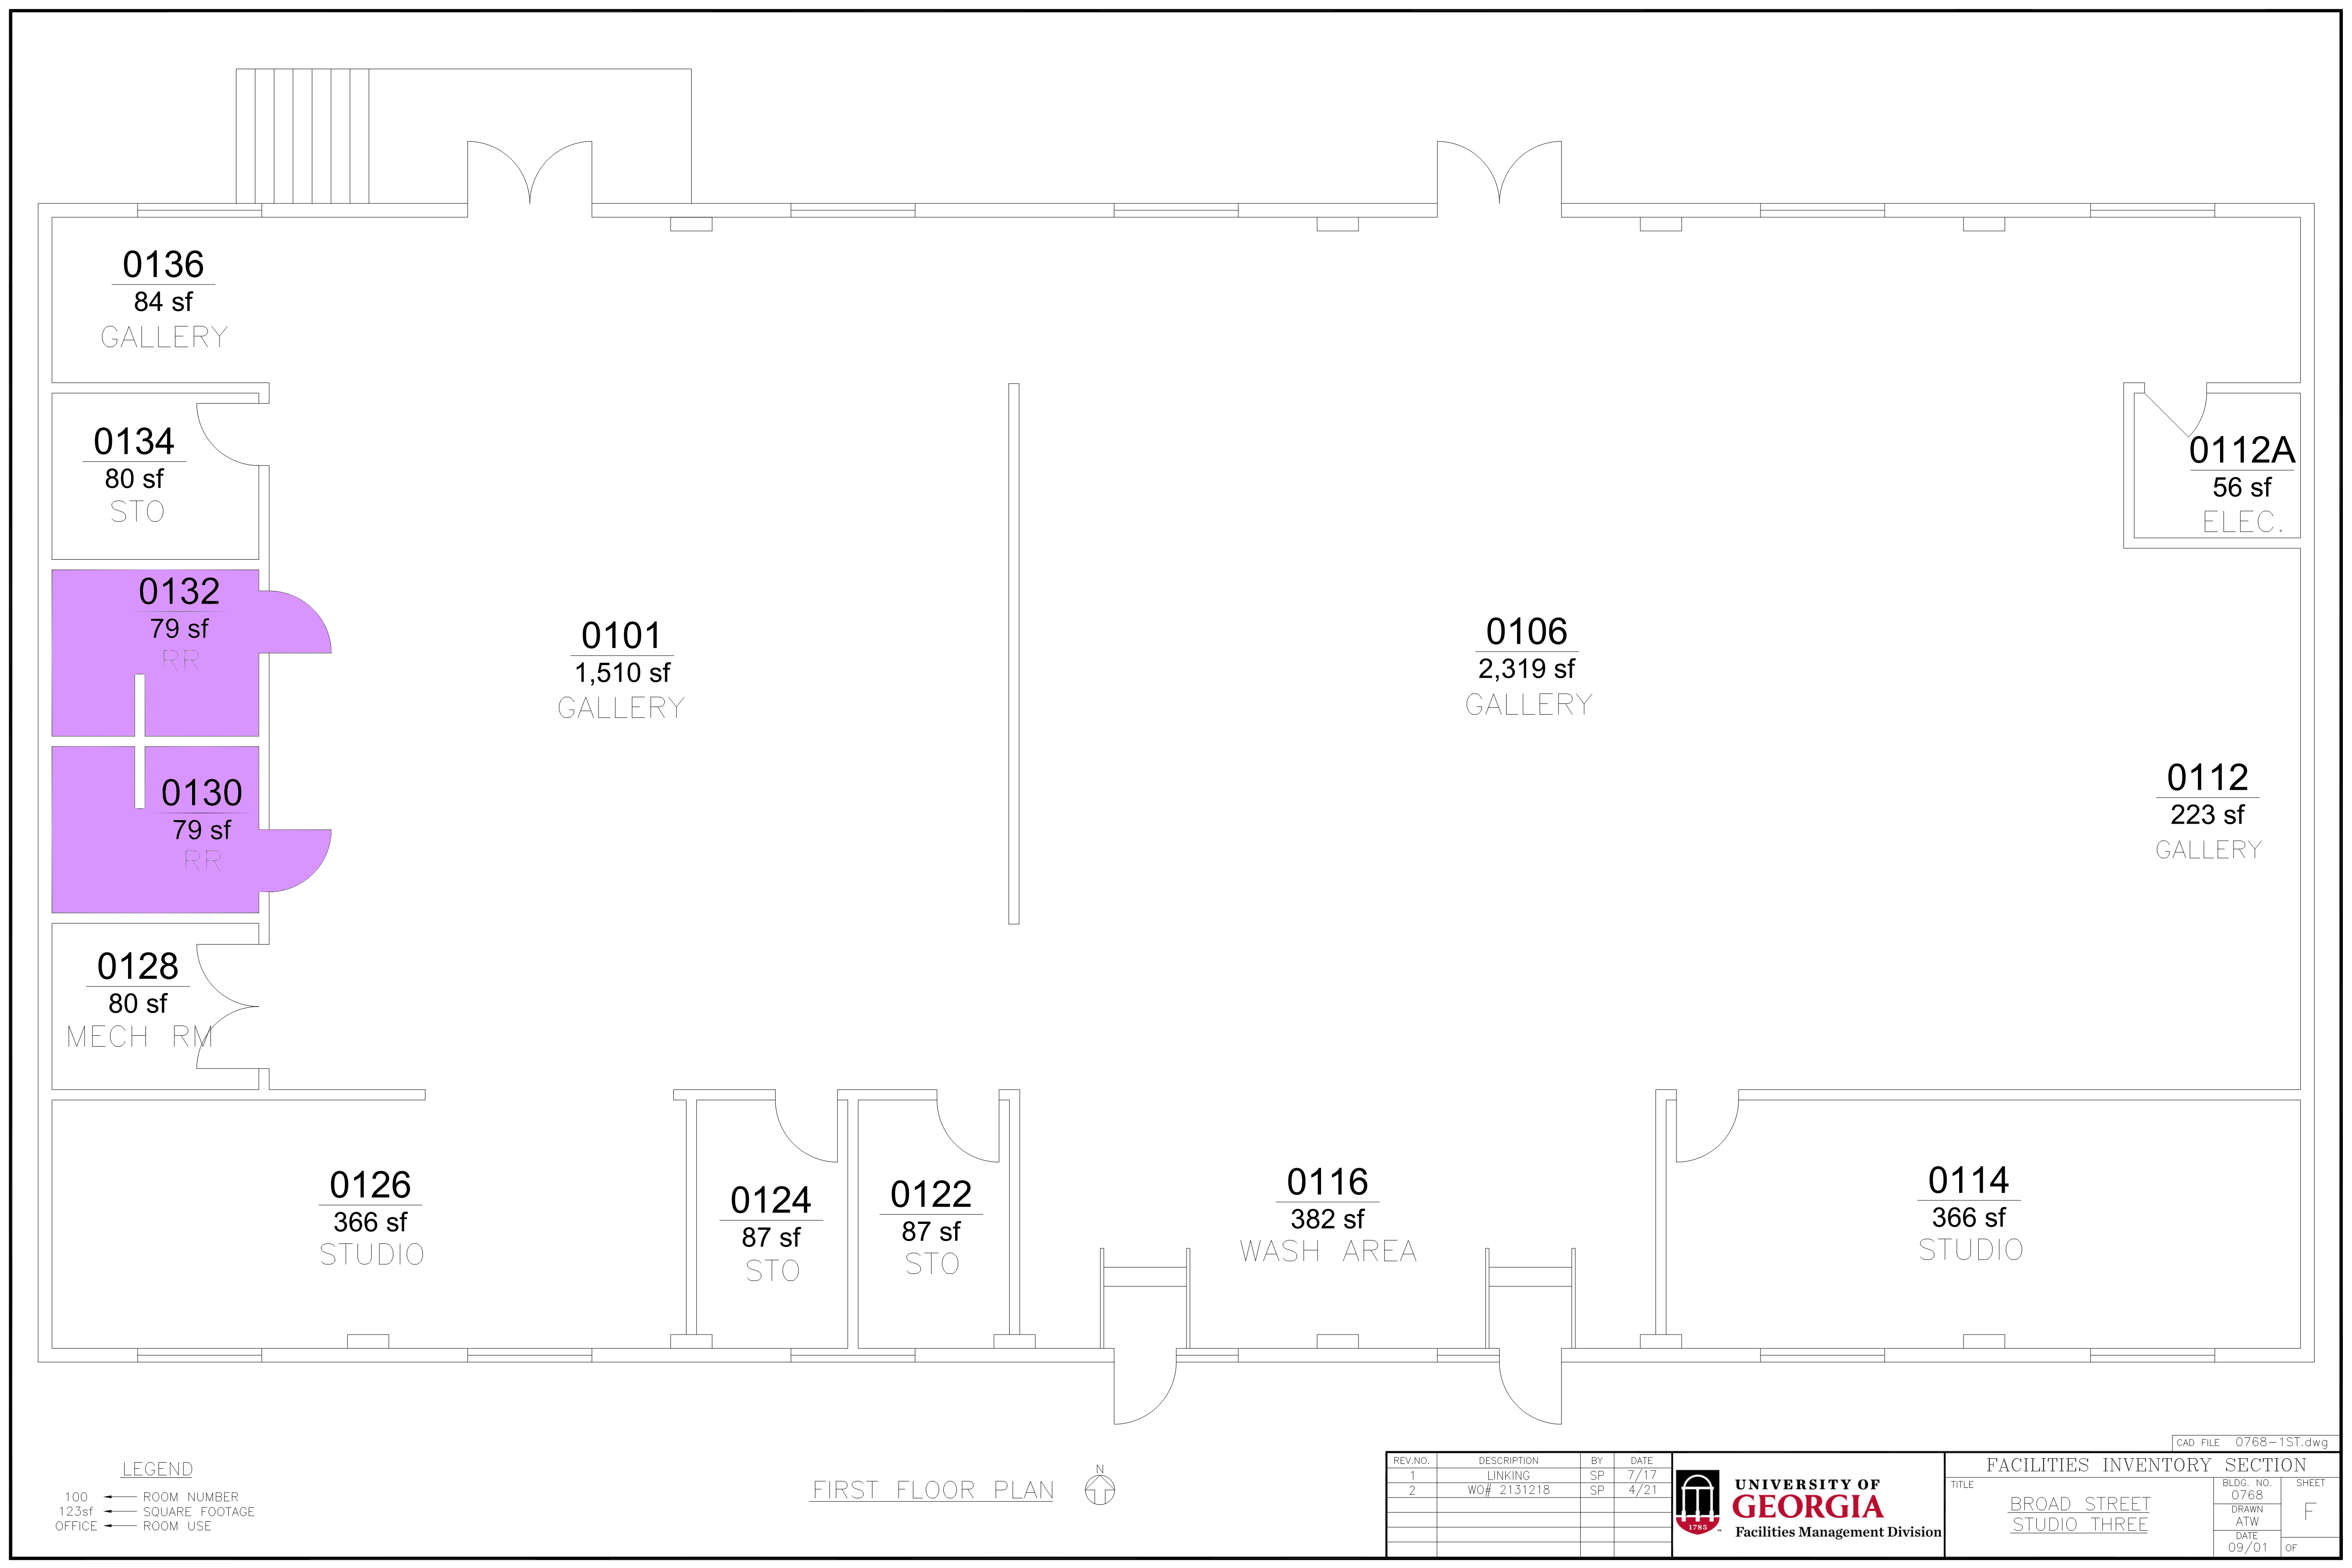 0136
84 sf
GALLERY
0134
80 sf
STO
0132
79 sf
RR
0130
79 sf
RR
0128
80 sf
MECH RM
0101
1,510 sf
GALLERY
0106
2,319 sf
GALLERY
0112A
56 sf
ELEC.
0112
223 sf
GALLERY
0126
366 sf
STUDIO
0124
87 sf
STO
0122
87 sf
STO
0116
382 sf
WASH AREA
0114
366 sf
STUDIO
LEGEND
100 ROOM NUMBER
123sf SQUARE FOOTAGE
OFFICE ROOM USE
FIRST FLOOR PLAN
N
REV.NO. DESCRIPTION BY DATE
1 LINKING SP 7/17
2 WO# 2131218 SP 4/21
1785
UNIVERSITY OF
GEORGIA
Facilities Management Division
CAD FILE 0768-1ST.dwg
FACILITIES INVENTORY SECTION
TITLE
BROAD STREET
STUDIO THREE
BLDG. NO.
0768
DRAWN
ATW
DATE
09/01
SHEET
F
OF